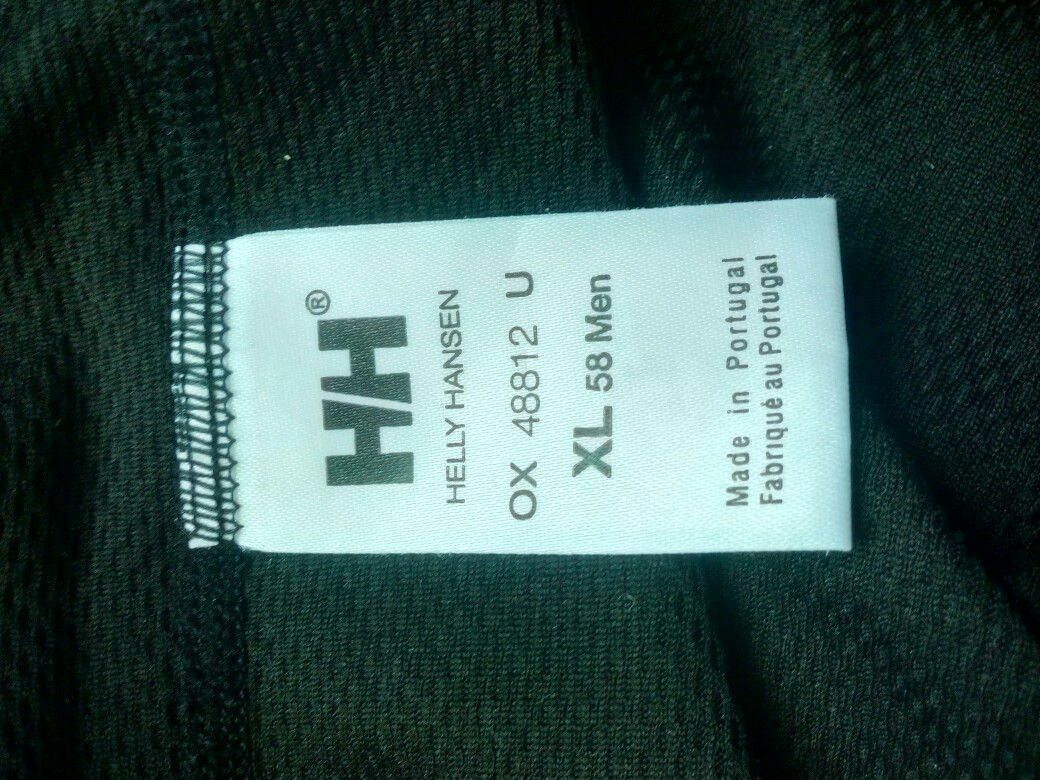 H/H®
HELLY HANSEN
OX 48812 U
XL 58 Men
Made in Portugal
Fabriqué au Portugal